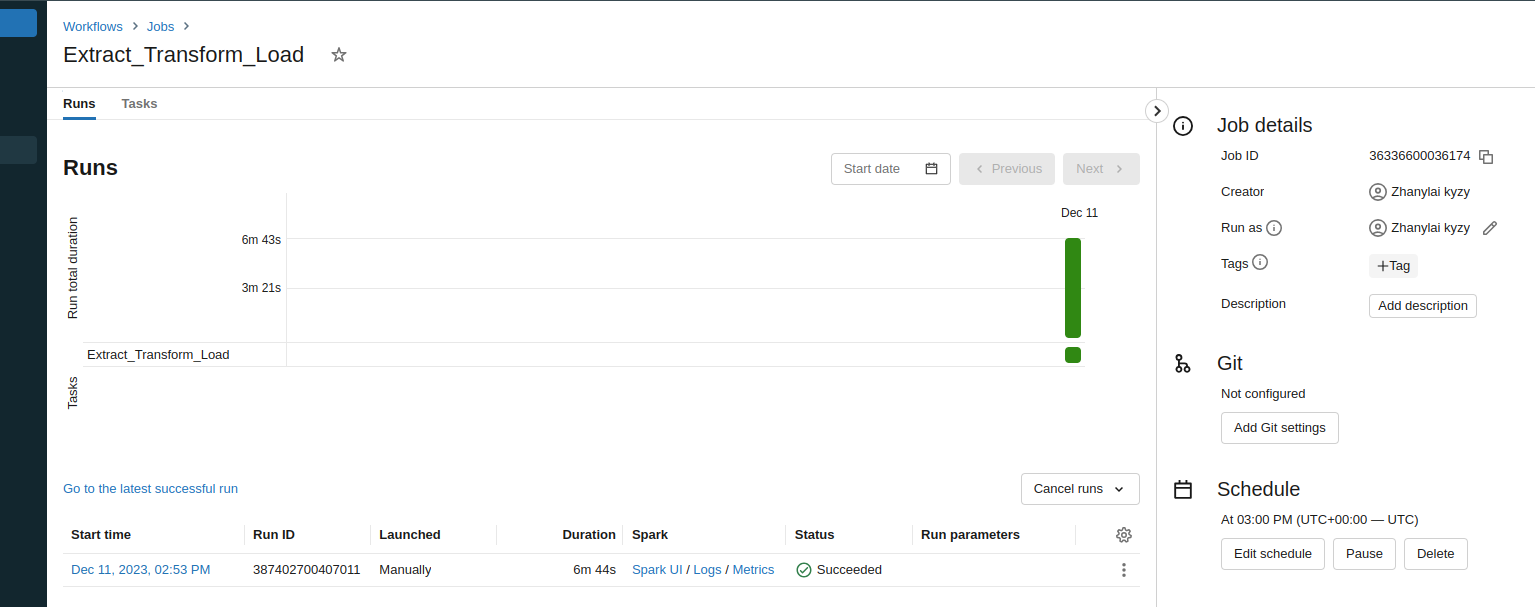 Workflows > Jobs >
Extract_Transform_Load
Runs Tasks
Runs
Start date Previous Next
Dec 11
Run total duration
6m 43s
3m 21s
Extract_Transform_Load
Tasks
Go to the latest successful run
Cancel runs
Start time Run ID Launched Duration Spark Status Run parameters
Dec 11, 2023, 02:53 PM 387402700407011 Manually 6m 44s Spark UI / Logs / Metrics Succeeded
Job details
Job ID 36336600036174
Creator Zhanylai kyzy
Run as Zhanylai kyzy
Tags +Tag
Description Add description
Git
Not configured
Add Git settings
Schedule
At 03:00 PM (UTC+00:00 — UTC)
Edit schedule Pause Delete